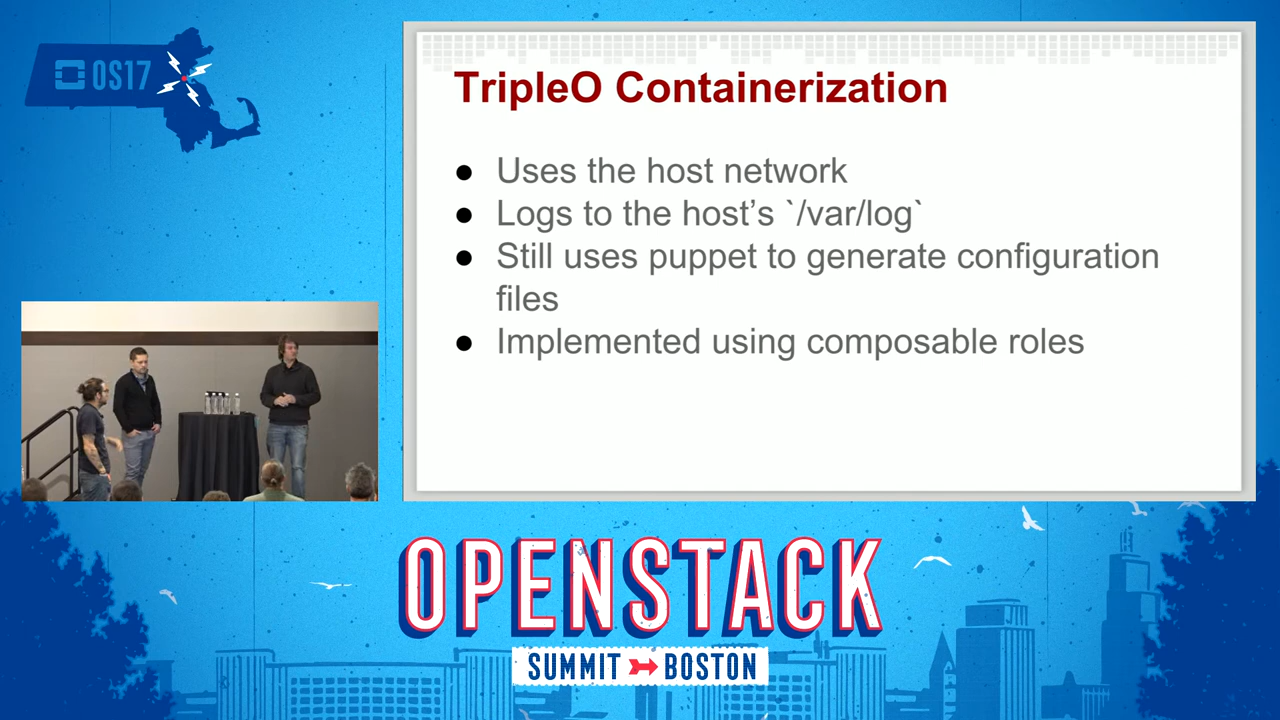 OS17
TripleO Containerization
● Uses the host network
● Logs to the host’s `/var/log`
● Still uses puppet to generate configuration
files
● Implemented using composable roles
OPENSTACK
SUMMIT BOSTON